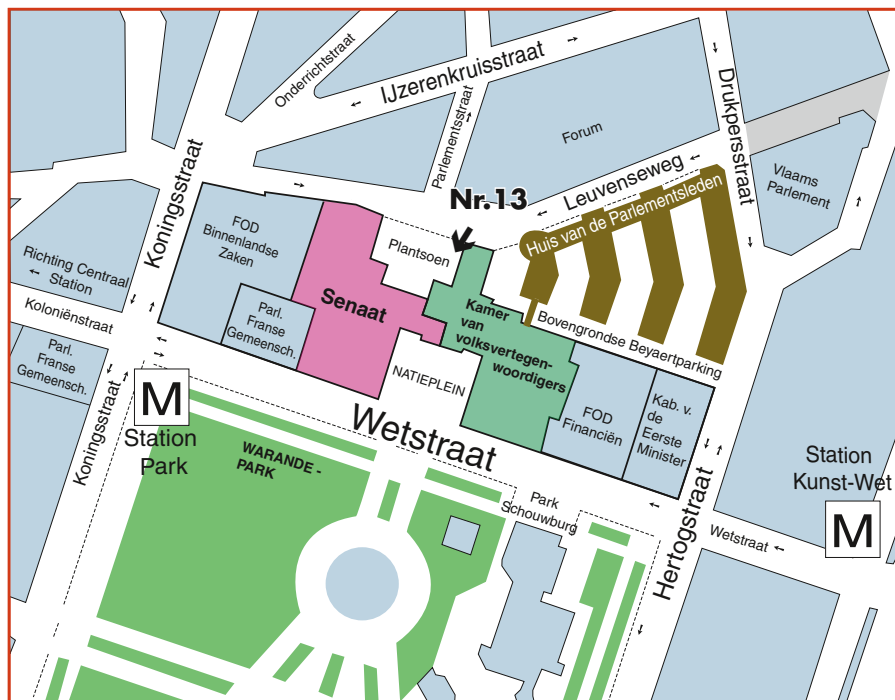 Onderrichtstraat
IJzerenkruisstraat
Parlementsstraat
Drukpersstraat
Koningsstraat
Forum
Leuvenseweg
Vlaams
Parlement
Nr.13
Huis van de Parlementsleden
FOD
Binnenlandse
Zaken
Plantsoen
Richting Centraal
Station
Senaat
Kamer
van
volksvertegen-
woordigers
Koloniënstraat
Parl.
Franse
Gemeensch.
Parl.
Franse
Gemeensch.
Bovengrondse Beyaertparking
NATIEPLEIN
FOD
Financiën
Kab. v.
de
Eerste
Minister
M
Station
Park
Wetstraat
Koningsstraat
WARANDE -
PARK
Station
Kunst-Wet
M
Park
Schouwburg
Wetstraat
Hertogstraat